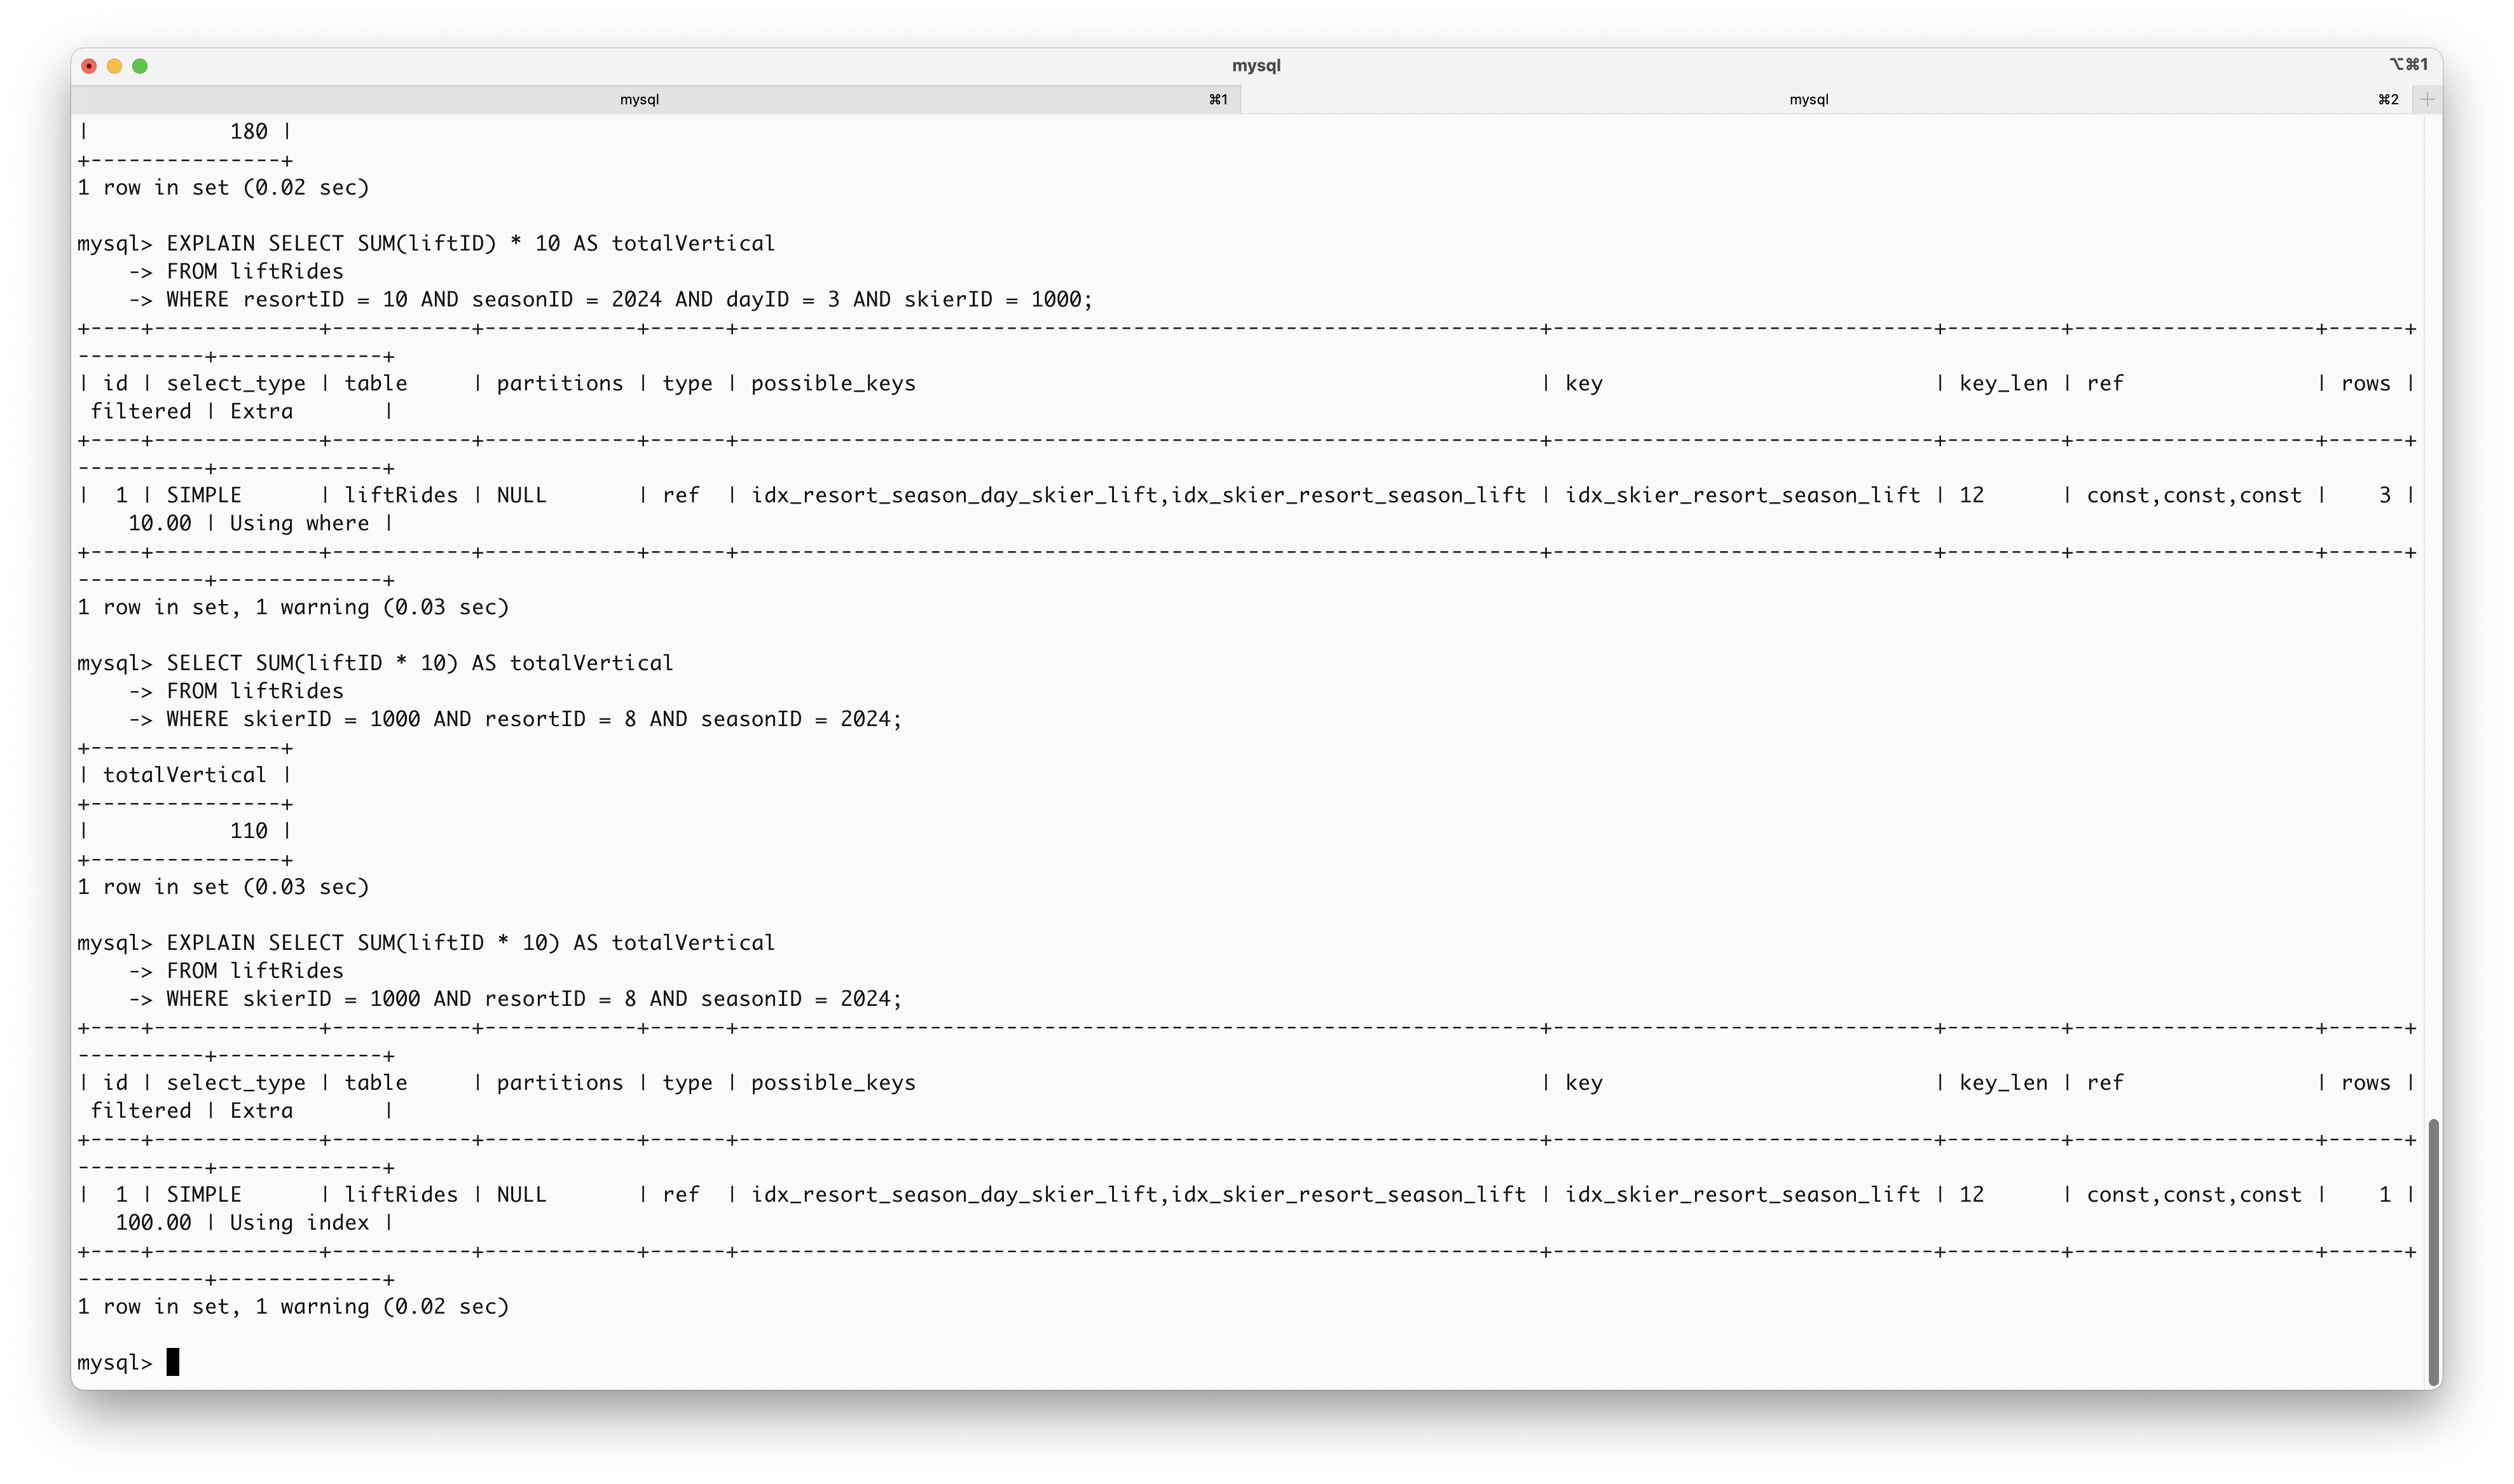 mysql
⌥⌘1
mysql ⌘1 mysql ⌘2 +
|           180 |
+---------------+
1 row in set (0.02 sec)
mysql> EXPLAIN SELECT SUM(liftID) * 10 AS totalVertical
    -> FROM liftRides
    -> WHERE resortID = 10 AND seasonID = 2024 AND dayID = 3 AND skierID = 1000;
+----+-------------+-----------+------------+------+---------------------------------------------------------------+------------------------------+---------+-------------------+------+
----------+-------------+
| id | select_type | table     | partitions | type | possible_keys                                                 | key                          | key_len | ref               | rows |
 filtered | Extra       |
+----+-------------+-----------+------------+------+---------------------------------------------------------------+------------------------------+---------+-------------------+------+
----------+-------------+
|  1 | SIMPLE      | liftRides | NULL       | ref  | idx_resort_season_day_skier_lift,idx_skier_resort_season_lift | idx_skier_resort_season_lift | 12      | const,const,const |    3 |
    10.00 | Using where |
+----+-------------+-----------+------------+------+---------------------------------------------------------------+------------------------------+---------+-------------------+------+
----------+-------------+
1 row in set, 1 warning (0.03 sec)
mysql> SELECT SUM(liftID * 10) AS totalVertical
    -> FROM liftRides
    -> WHERE skierID = 1000 AND resortID = 8 AND seasonID = 2024;
+---------------+
| totalVertical |
+---------------+
|           110 |
+---------------+
1 row in set (0.03 sec)
mysql> EXPLAIN SELECT SUM(liftID * 10) AS totalVertical
    -> FROM liftRides
    -> WHERE skierID = 1000 AND resortID = 8 AND seasonID = 2024;
+----+-------------+-----------+------------+------+---------------------------------------------------------------+------------------------------+---------+-------------------+------+
----------+-------------+
| id | select_type | table     | partitions | type | possible_keys                                                 | key                          | key_len | ref               | rows |
 filtered | Extra       |
+----+-------------+-----------+------------+------+---------------------------------------------------------------+------------------------------+---------+-------------------+------+
----------+-------------+
|  1 | SIMPLE      | liftRides | NULL       | ref  | idx_resort_season_day_skier_lift,idx_skier_resort_season_lift | idx_skier_resort_season_lift | 12      | const,const,const |    1 |
   100.00 | Using index |
+----+-------------+-----------+------------+------+---------------------------------------------------------------+------------------------------+---------+-------------------+------+
----------+-------------+
1 row in set, 1 warning (0.02 sec)
mysql>